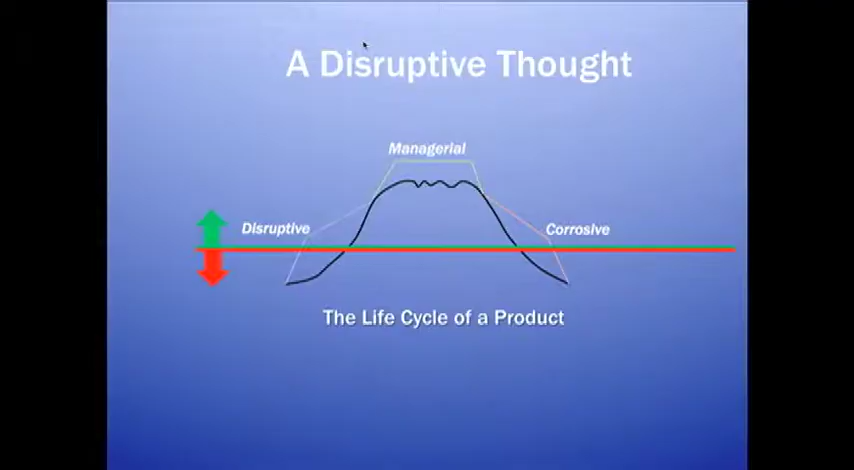 A Disruptive Thought
Managerial
Disruptive
Corrosive
The Life Cycle of a Product